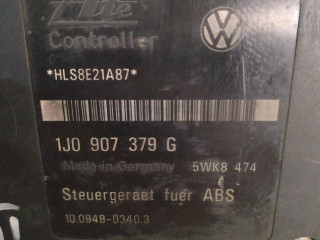 Controller
*HLS8E21A87*
1J0 907 379 G
Made in Germany 5WK8 474
Steuergeraet fuer ABS
10.0949-0340.3